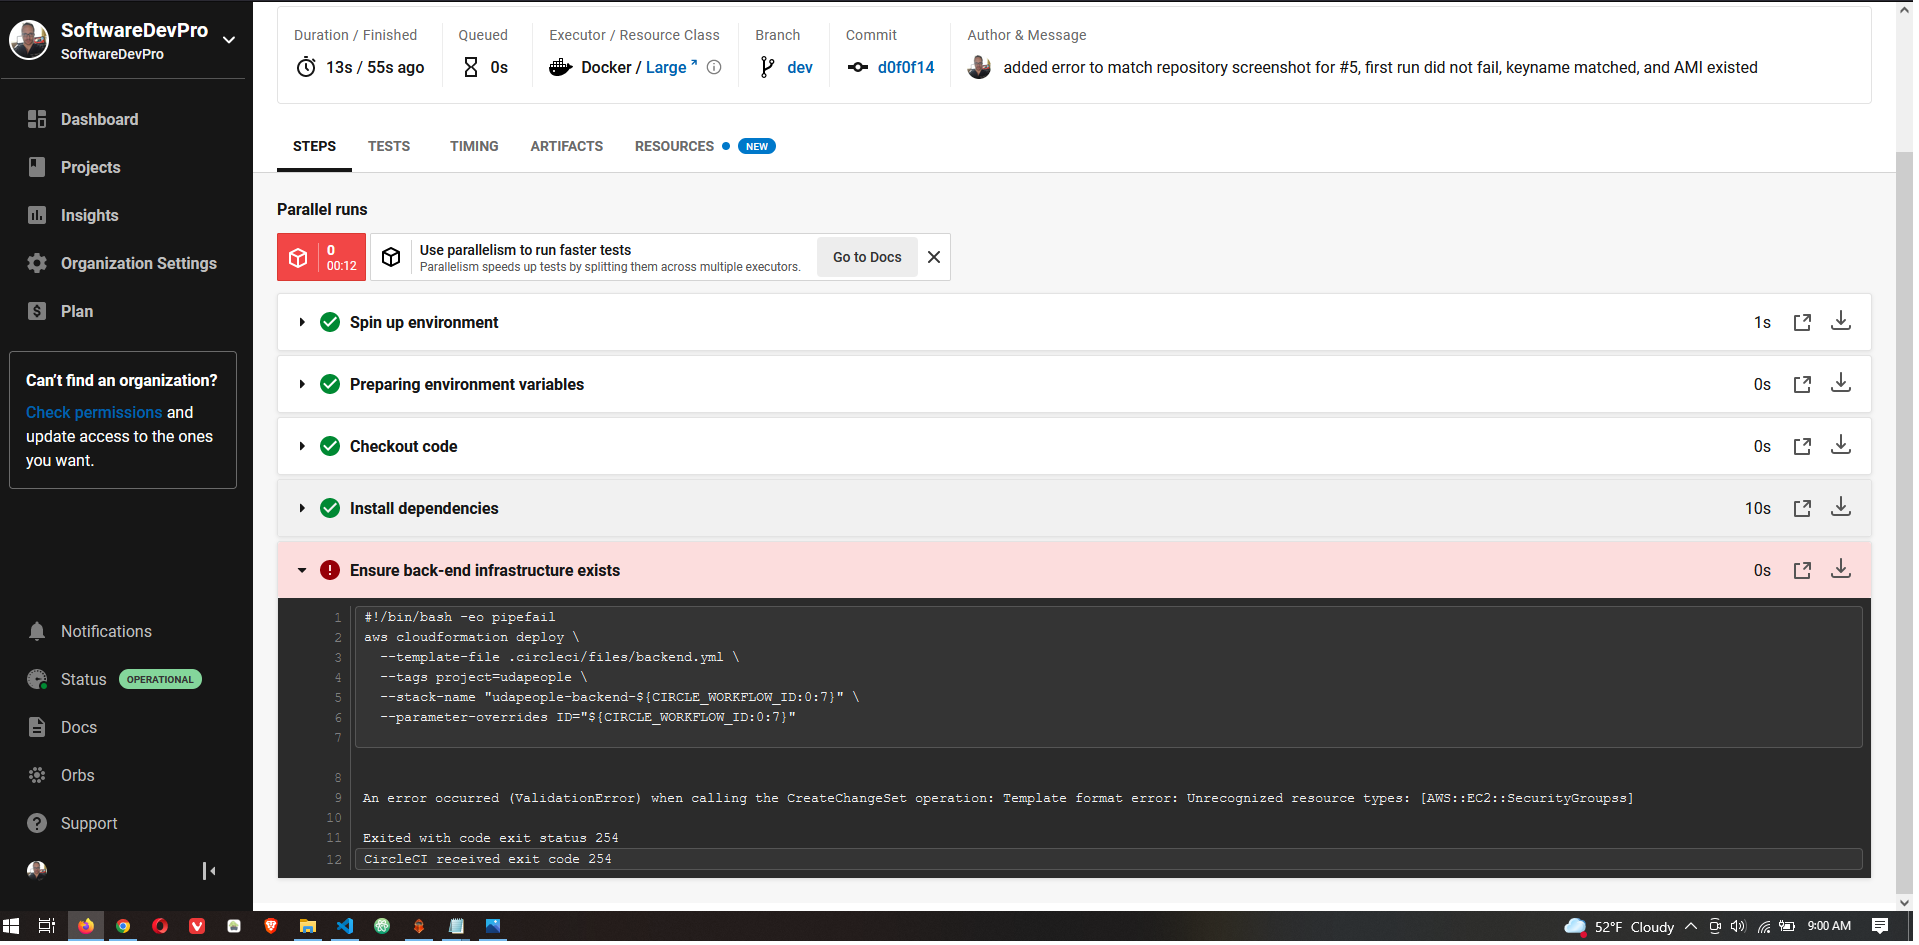 SoftwareDevPro
SoftwareDevPro
Dashboard
Projects
Insights
Organization Settings
Plan
Can't find an organization?
Check permissions and
update access to the ones
you want.
Notifications
Status OPERATIONAL
Docs
Orbs
Support
Duration / Finished
13s / 55s ago
Queued
0s
Executor / Resource Class
Docker / Large
Branch
dev
Commit
d0f0f14
Author & Message
added error to match repository screenshot for #5, first run did not fail, keyname matched, and AMI existed
STEPS TESTS TIMING ARTIFACTS RESOURCES NEW
Parallel runs
0
00:12
Use parallelism to run faster tests
Parallelism speeds up tests by splitting them across multiple executors.
Go to Docs
Spin up environment 1s
Preparing environment variables 0s
Checkout code 0s
Install dependencies 10s
Ensure back-end infrastructure exists 0s
1 #!/bin/bash -eo pipefail
2 aws cloudformation deploy \
3 --template-file .circleci/files/backend.yml \
4 --tags project=udapeople \
5 --stack-name "udapeople-backend-${CIRCLE_WORKFLOW_ID:0:7}" \
6 --parameter-overrides ID="${CIRCLE_WORKFLOW_ID:0:7}"
7
8
9 An error occurred (ValidationError) when calling the CreateChangeSet operation: Template format error: Unrecognized resource types: [AWS::EC2::SecurityGroupss]
10
11 Exited with code exit status 254
12 CircleCI received exit code 254
52°F Cloudy 9:00 AM